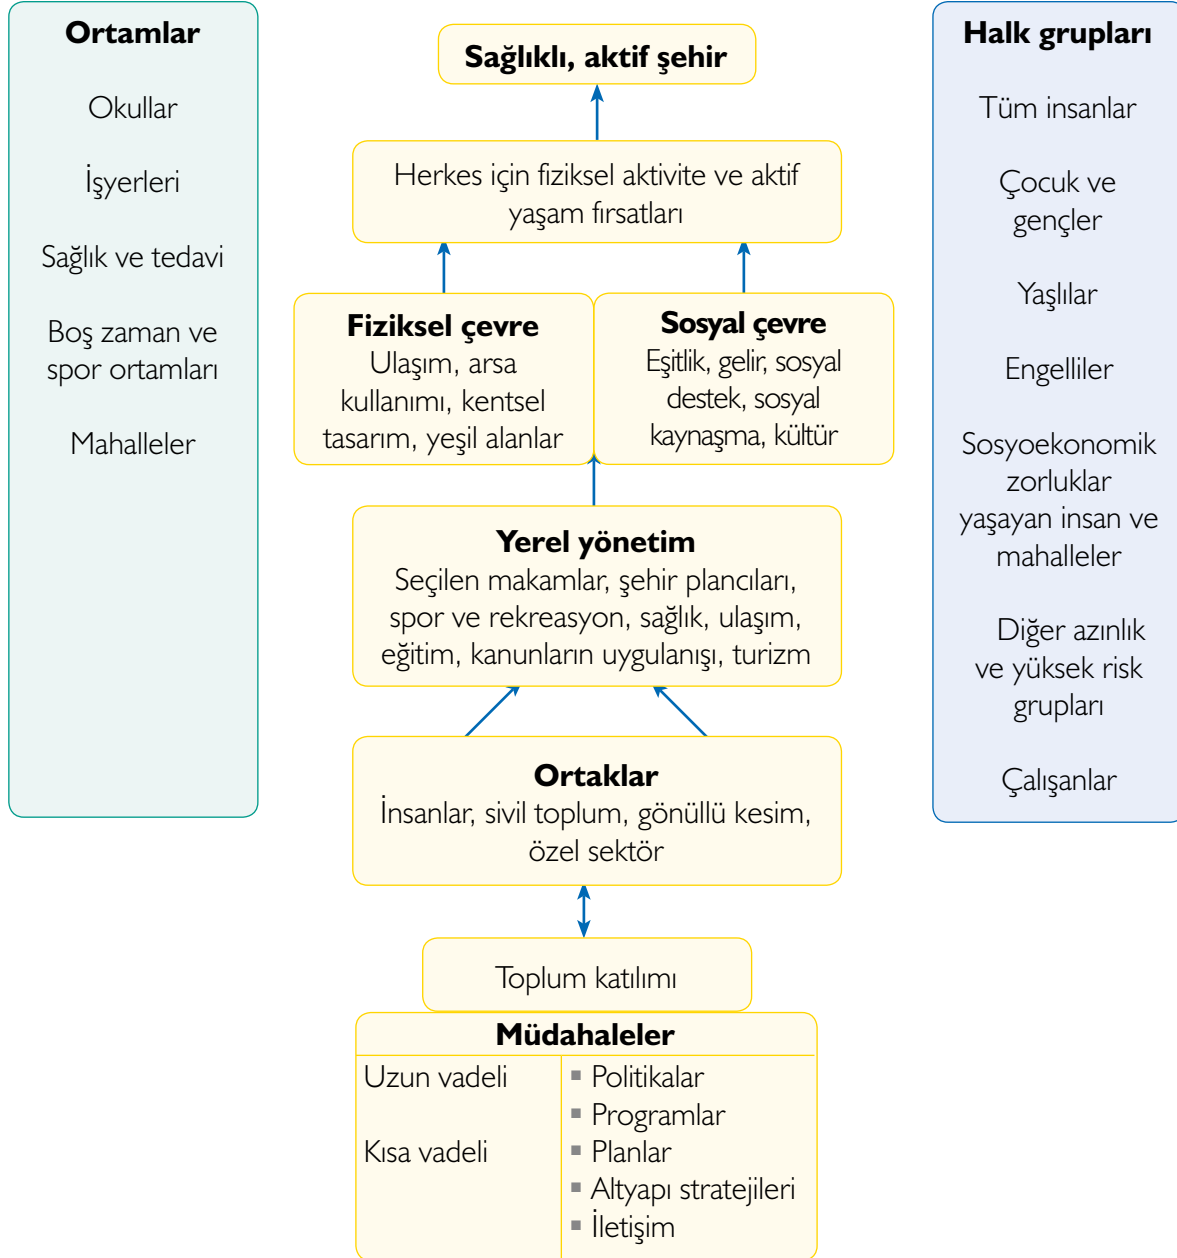 Ortamlar
Okullar
İşyerleri
Sağlık ve tedavi
Boş zaman ve
spor ortamları
Mahalleler
Sağlıklı, aktif şehir
Herkes için fiziksel aktivite ve aktif
yaşam fırsatları
Fiziksel çevre
Ulaşım, arsa
kullanımı, kentsel
tasarım, yeşil alanlar
Sosyal çevre
Eşitlik, gelir, sosyal
destek, sosyal
kaynaşma, kültür
Yerel yönetim
Seçilen makamlar, şehir plancıları,
spor ve rekreasyon, sağlık, ulaşım,
eğitim, kanunların uygulanışı, turizm
Ortaklar
İnsanlar, sivil toplum, gönüllü kesim,
özel sektör
Toplum katılımı
Müdahaleler
Uzun vadeli
Kısa vadeli
▪ Politikalar
▪ Programlar
▪ Planlar
▪ Altyapı stratejileri
▪ İletişim
Halk grupları
Tüm insanlar
Çocuk ve
gençler
Yaşlılar
Engelliler
Sosyoekonomik
zorluklar
yaşayan insan ve
mahalleler
Diğer azınlık
ve yüksek risk
grupları
Çalışanlar